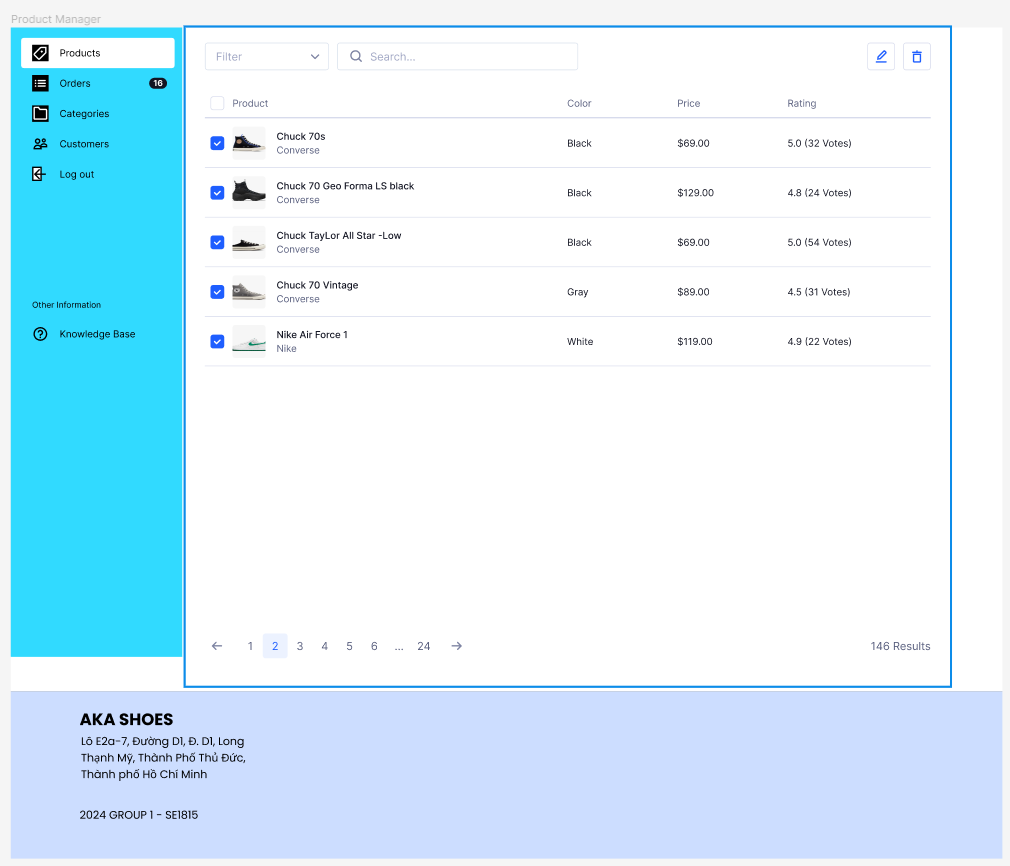 Product Manager
Products
Orders 16
Categories
Customers
Log out
Other Information
Knowledge Base
Filter Search...
Product Color Price Rating
Chuck 70s
Converse
Black $69.00 5.0 (32 Votes)
Chuck 70 Geo Forma LS black
Converse
Black $129.00 4.8 (24 Votes)
Chuck TayLor All Star -Low
Converse
Black $69.00 5.0 (54 Votes)
Chuck 70 Vintage
Converse
Gray $89.00 4.5 (31 Votes)
Nike Air Force 1
Nike
White $119.00 4.9 (22 Votes)
1 2 3 4 5 6 ... 24 146 Results
AKA SHOES
Lô E2a-7, Đường D1, Đ. D1, Long
Thạnh Mỹ, Thành Phố Thủ Đức,
Thành phố Hồ Chí Minh
2024 GROUP 1 - SE1815